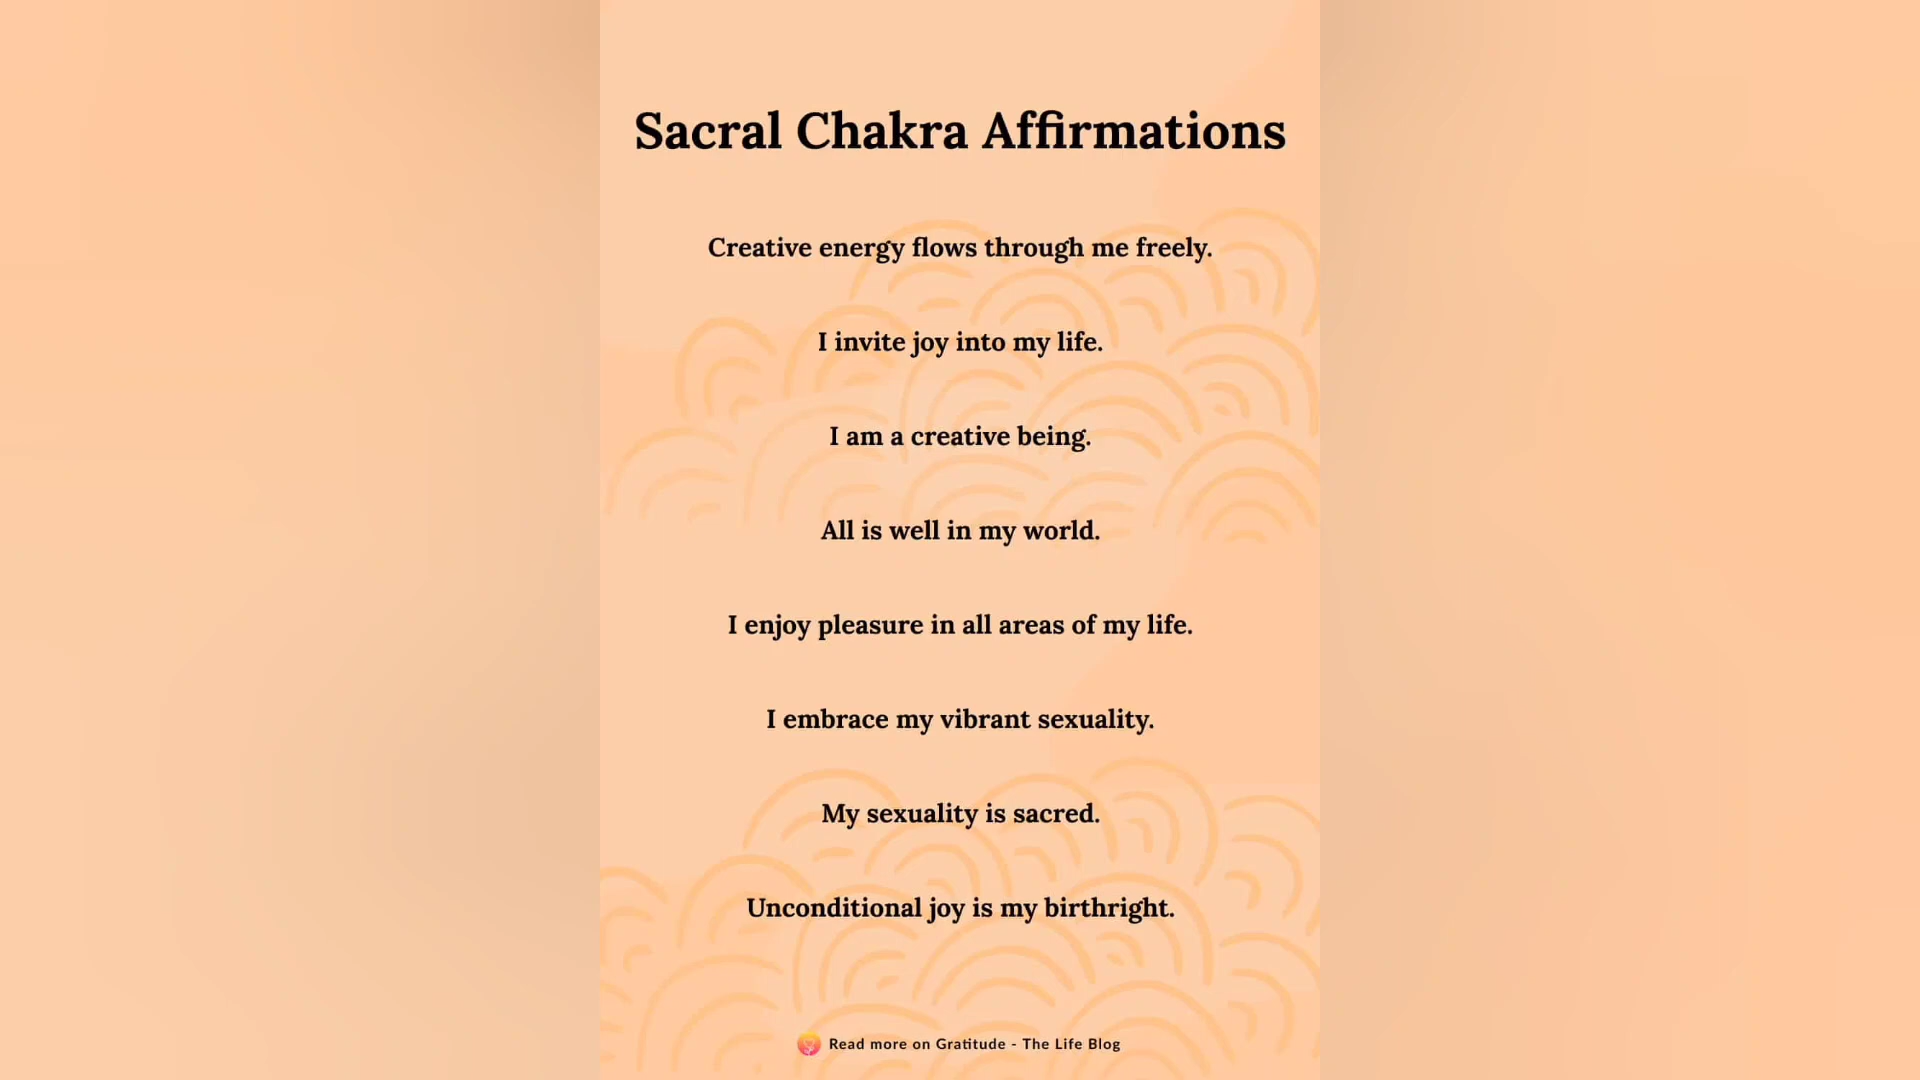 Sacral Chakra Affirmations
Creative energy flows through me freely.
I invite joy into my life.
I am a creative being.
All is well in my world.
I enjoy pleasure in all areas of my life.
I embrace my vibrant sexuality.
My sexuality is sacred.
Unconditional joy is my birthright.
Read more on Gratitude - The Life Blog